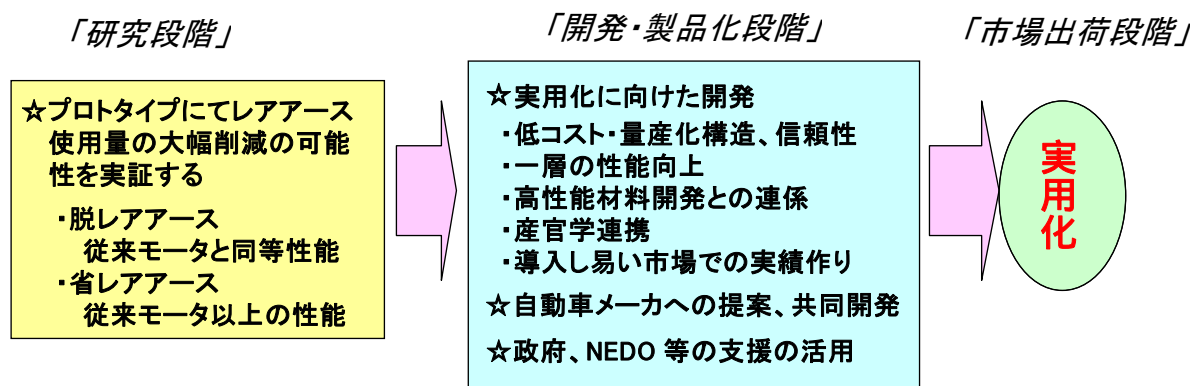 「研究段階」
☆プロトタイプにてレアアース
使用量の大幅削減の可能
性を実証する
・脱レアアース
従来モータと同等性能
・省レアアース
従来モータ以上の性能
「開発・製品化段階」
☆実用化に向けた開発
・低コスト・量産化構造、信頼性
・一層の性能向上
・高性能材料開発との連係
・産官学連携
・導入し易い市場での実績作り
☆自動車メーカへの提案、共同開発
☆政府、NEDO 等の支援の活用
「市場出荷段階」
実用化